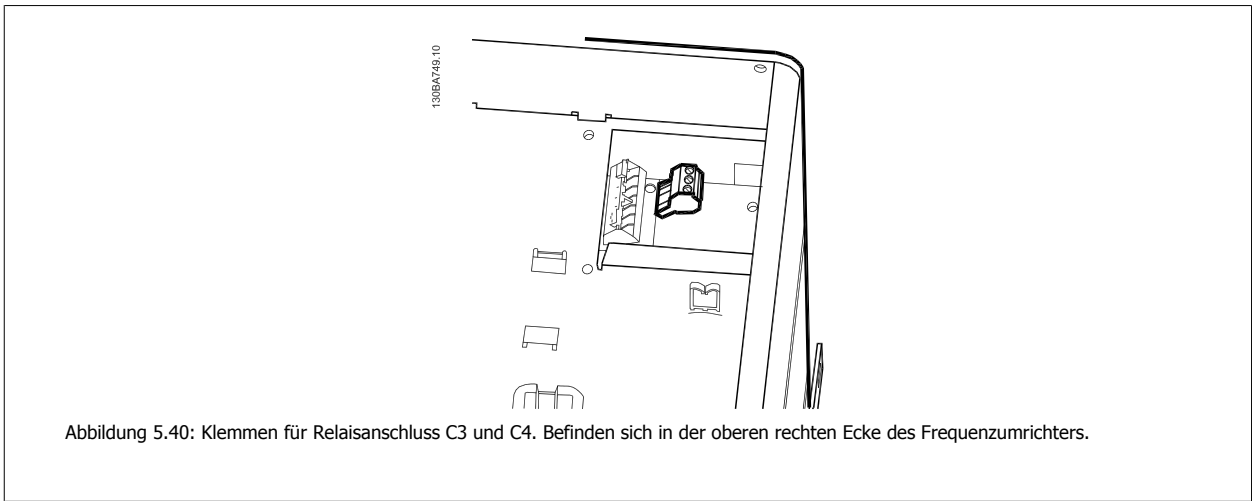 130BA749.10
Abbildung 5.40: Klemmen für Relaisanschluss C3 und C4. Befinden sich in der oberen rechten Ecke des Frequenzumrichters.